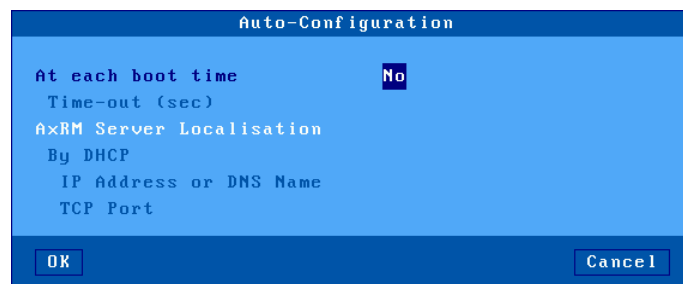 Auto-Configuration
At each boot time No
Time-out (sec)
AxRM Server Localisation
By DHCP
IP Address or DNS Name
TCP Port
OK Cancel